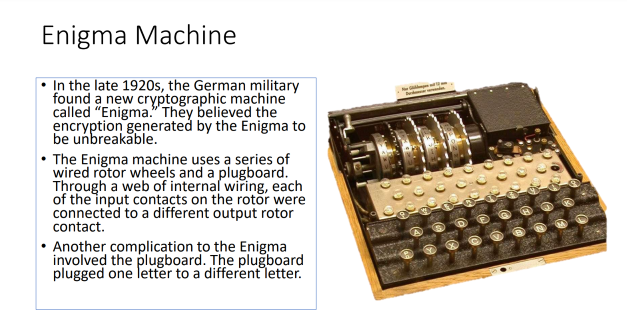 Enigma Machine
• In the late 1920s, the German military
found a new cryptographic machine
called “Enigma.” They believed the
encryption generated by the Enigma to
be unbreakable.
• The Enigma machine uses a series of
wired rotor wheels and a plugboard.
Through a web of internal wiring, each
of the input contacts on the rotor were
connected to a different output rotor
contact.
• Another complication to the Enigma
involved the plugboard. The plugboard
plugged one letter to a different letter.